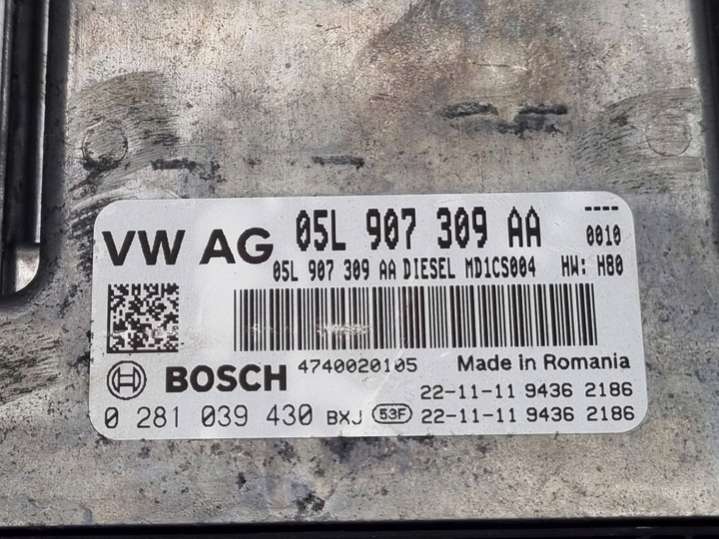 VW AG 05L 907 309 AA ----
0010
05L 907 309 AA DIESEL MD1CS004 HW: H80
4740020105 Made in Romania
BOSCH
22-11-11 9436 2186
0 281 039 430 BXJ 53F 22-11-11 9436 2186